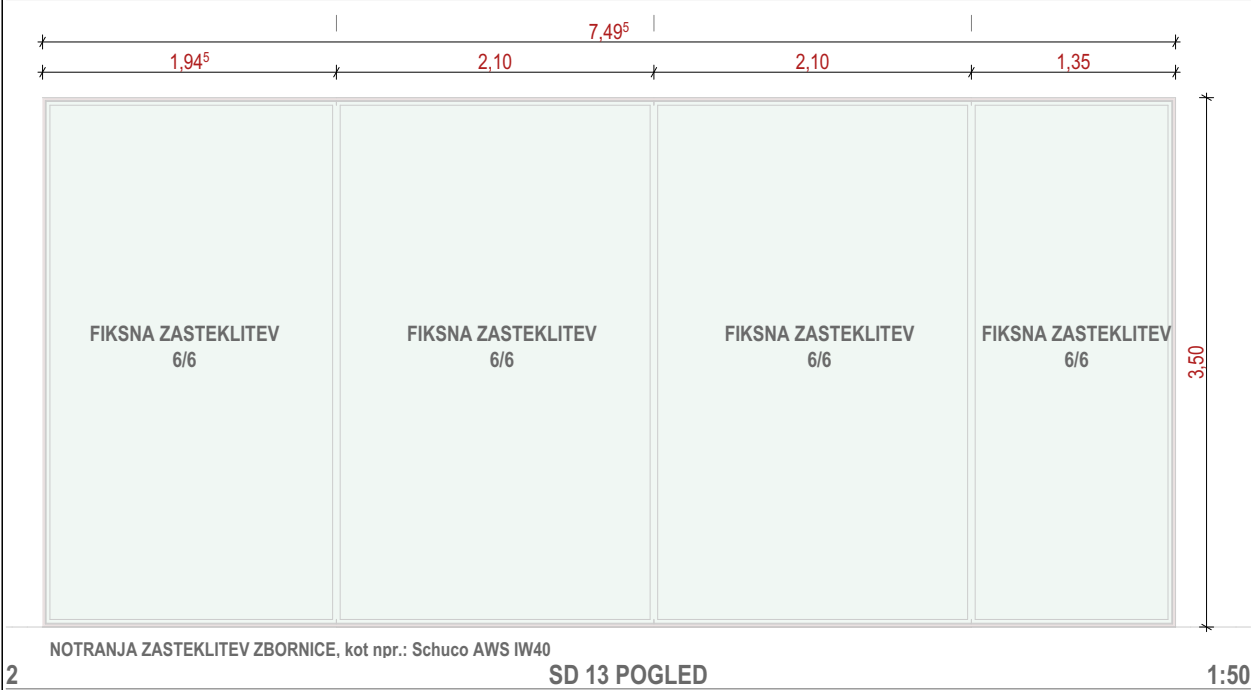 7,49⁵
1,94⁵ 2,10 2,10 1,35
FIKSNA ZASTEKLITEV FIKSNA ZASTEKLITEV FIKSNA ZASTEKLITEV FIKSNA ZASTEKLITEV
6/6 6/6 6/6 6/6
3,50
NOTRANJA ZASTEKLITEV ZBORNICE, kot npr.: Schuco AWS IW40
2 SD 13 POGLED 1:50